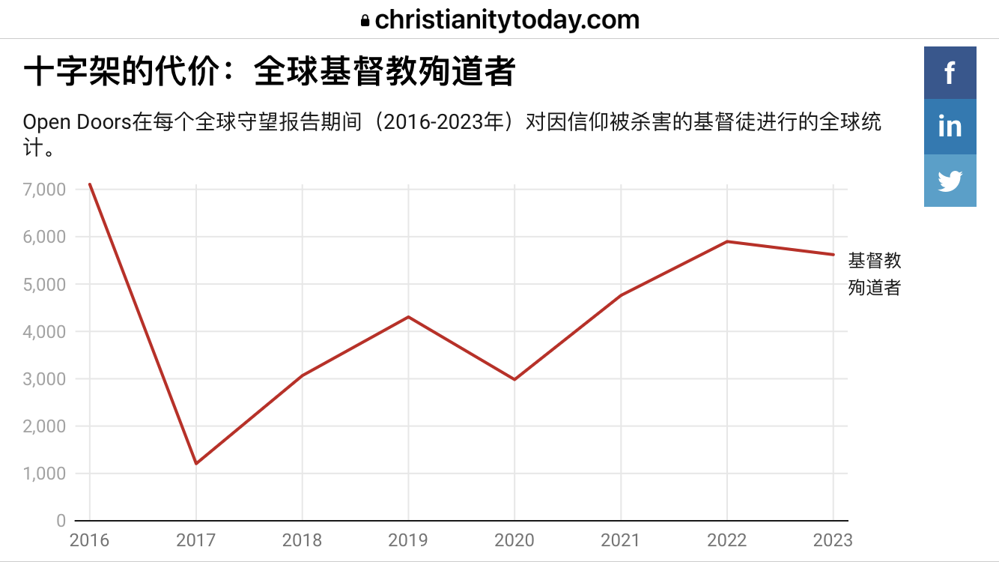 christianitytoday.com
十字架的代价：全球基督教殉道者
Open Doors在每个全球守望报告期间（2016-2023年）对因信仰被杀害的基督徒进行的全球统
计。
f
in
7,000
6,000
5,000
4,000
3,000
2,000
1,000
0
基督教
殉道者
2016 2017 2018 2019 2020 2021 2022 2023